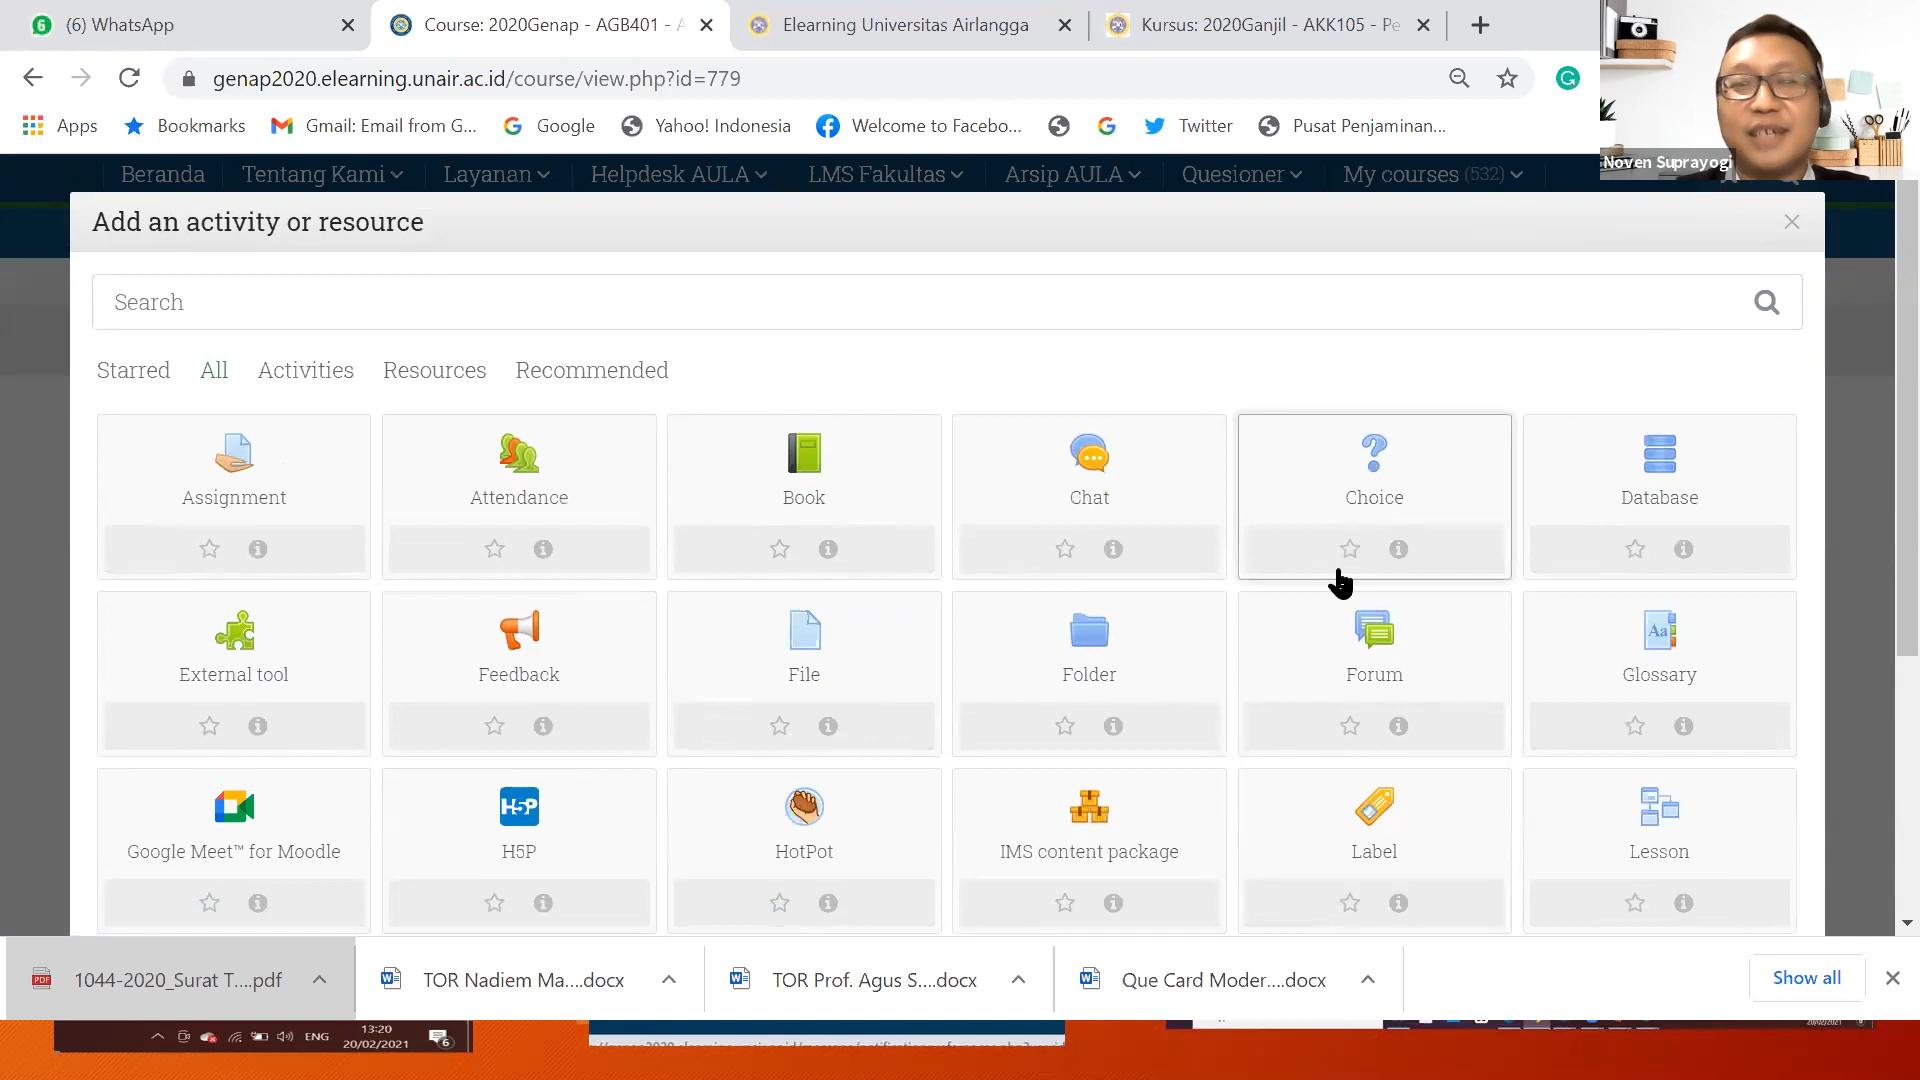 (6) WhatsApp
Course: 2020Genap - AGB401 - A
Elearning Universitas Airlangga
Kursus: 2020Ganjil - AKK105 - Pe
genap2020.elearning.unair.ac.id/course/view.php?id=779
Apps
Bookmarks
Gmail: Email from G...
Google
Yahoo! Indonesia
Welcome to Facebo...
Twitter
Pusat Penjaminan...
Noven Suprayogi
Beranda
Tentang Kami
Layanan
Helpdesk AULA
LMS Fakultas
Arsip AULA
Quesioner
My courses (532)
Add an activity or resource
Search
Starred
All
Activities
Resources
Recommended
Assignment
Attendance
Book
Chat
Choice
Database
External tool
Feedback
File
Folder
Forum
Aa
Glossary
Google Meet™ for Moodle
H5P
H5P
HotPot
IMS content package
Label
Lesson
PDF
1044-2020_Surat T....pdf
TOR Nadiem Ma....docx
TOR Prof. Agus S....docx
Que Card Moder....docx
Show all
ENG
13:20
20/02/2021
6